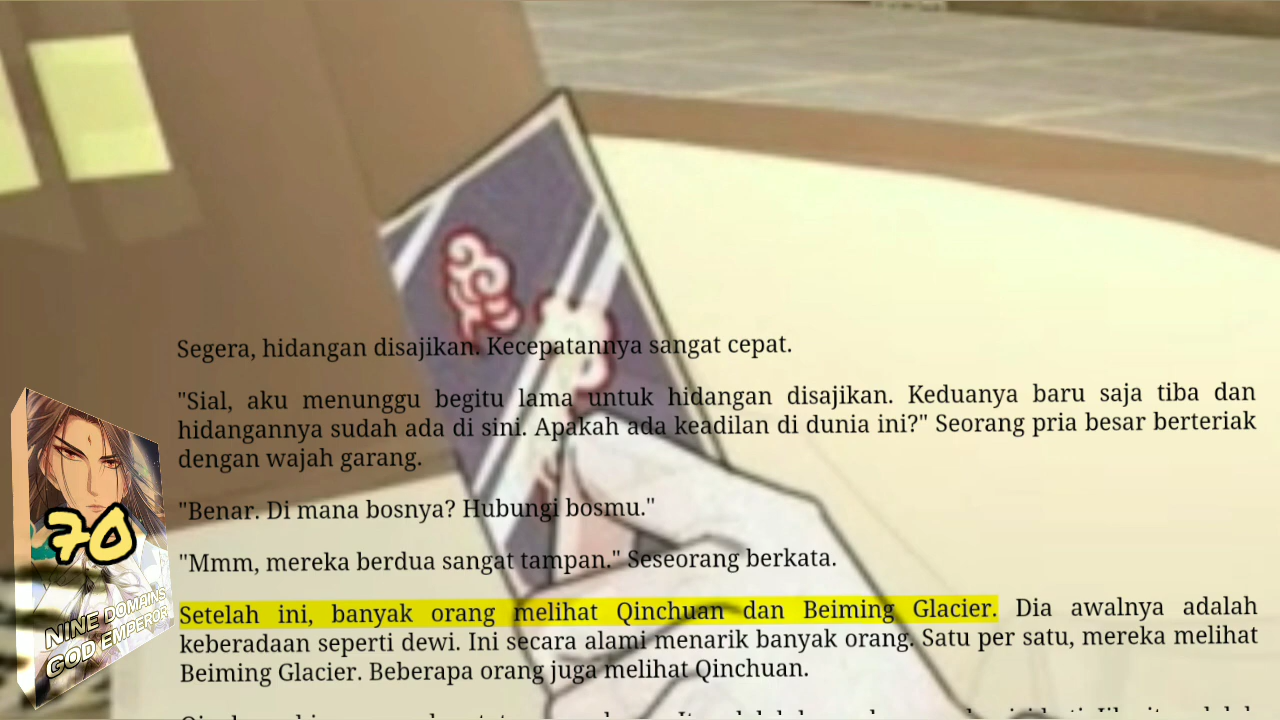 Segera, hidangan disajikan. Kecepatannya sangat cepat.
"Sial, aku menunggu begitu lama untuk hidangan disajikan. Keduanya baru saja tiba dan
hidangannya sudah ada di sini. Apakah ada keadilan di dunia ini?" Seorang pria besar berteriak
dengan wajah garang.
"Benar. Di mana bosnya? Hubungi bosmu."
"Mmm, mereka berdua sangat tampan." Seseorang berkata.
Setelah ini, banyak orang melihat Qinchuan dan Beiming Glacier. Dia awalnya adalah
keberadaan seperti dewi. Ini secara alami menarik banyak orang. Satu per satu, mereka melihat
Beiming Glacier. Beberapa orang juga melihat Qinchuan.
70
NINE DOMAINS
GOD EMPEROR